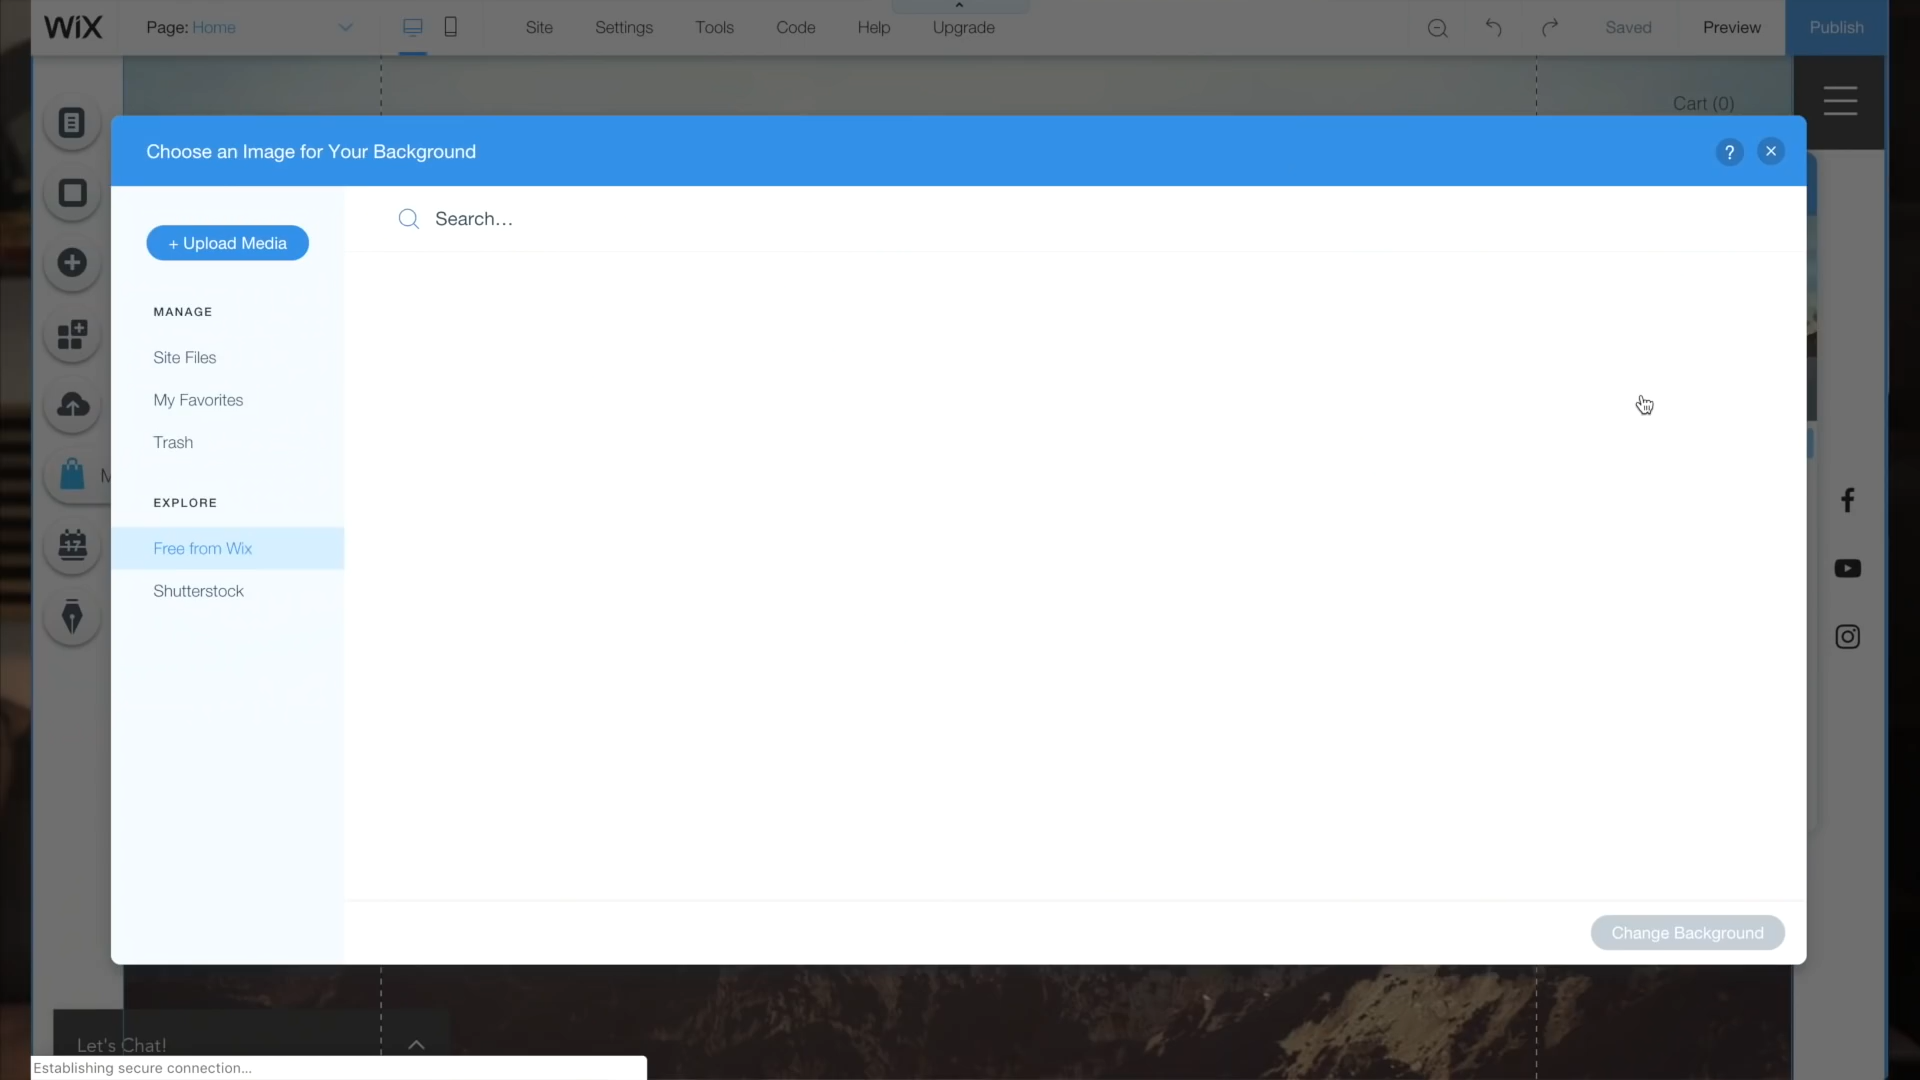 WiX Page: Home Site Settings Tools Code Help Upgrade Saved Preview Publish
Cart (0)
Choose an Image for Your Background ?
Search...
+ Upload Media
MANAGE
Site Files
My Favorites
Trash
M
EXPLORE
17
Free from Wix
Shutterstock
Change Background
Let's Chat!
Establishing secure connection...